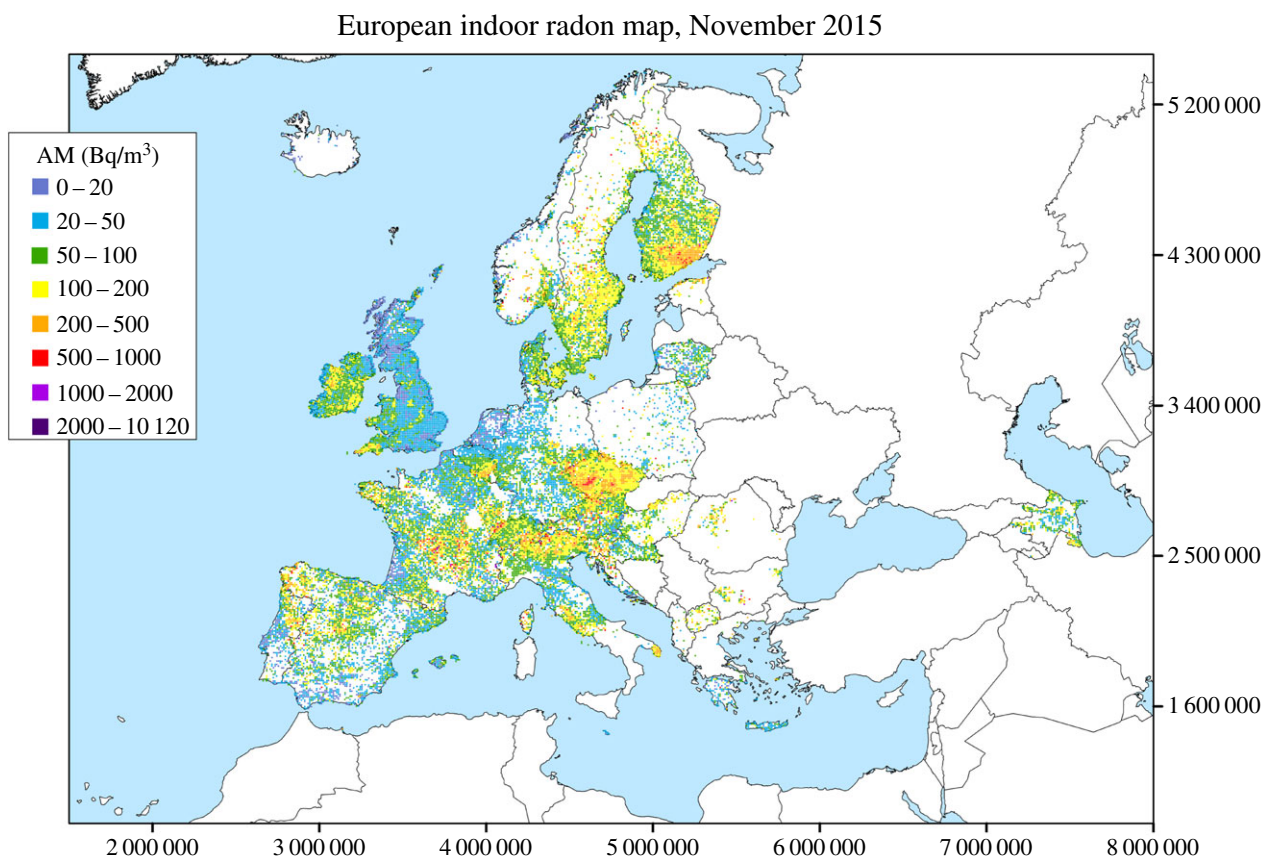 European indoor radon map, November 2015
AM (Bq/m³)
0 – 20
20 – 50
50 – 100
100 – 200
200 – 500
500 – 1000
1000 – 2000
2000 – 10 120
5 200 000
4 300 000
3 400 000
2 500 000
1 600 000
2 000 000 3 000 000 4 000 000 5 000 000 6 000 000 7 000 000 8 000 000